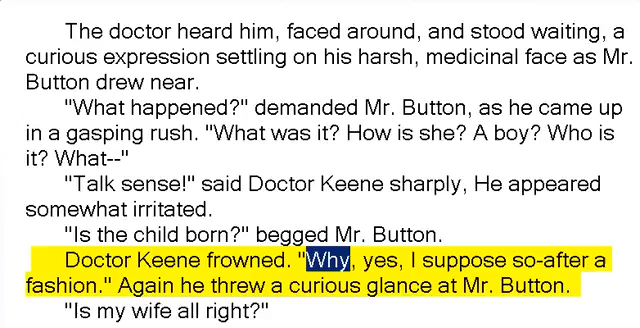 The doctor heard him, faced around, and stood waiting, a
curious expression settling on his harsh, medicinal face as Mr.
Button drew near.
"What happened?" demanded Mr. Button, as he came up
in a gasping rush. "What was it? How is she? A boy? Who is
it? What--"
"Talk sense!" said Doctor Keene sharply, He appeared
somewhat irritated.
"Is the child born?" begged Mr. Button.
Doctor Keene frowned. "Why, yes, I suppose so-after a
fashion." Again he threw a curious glance at Mr. Button.
"Is my wife all right?"